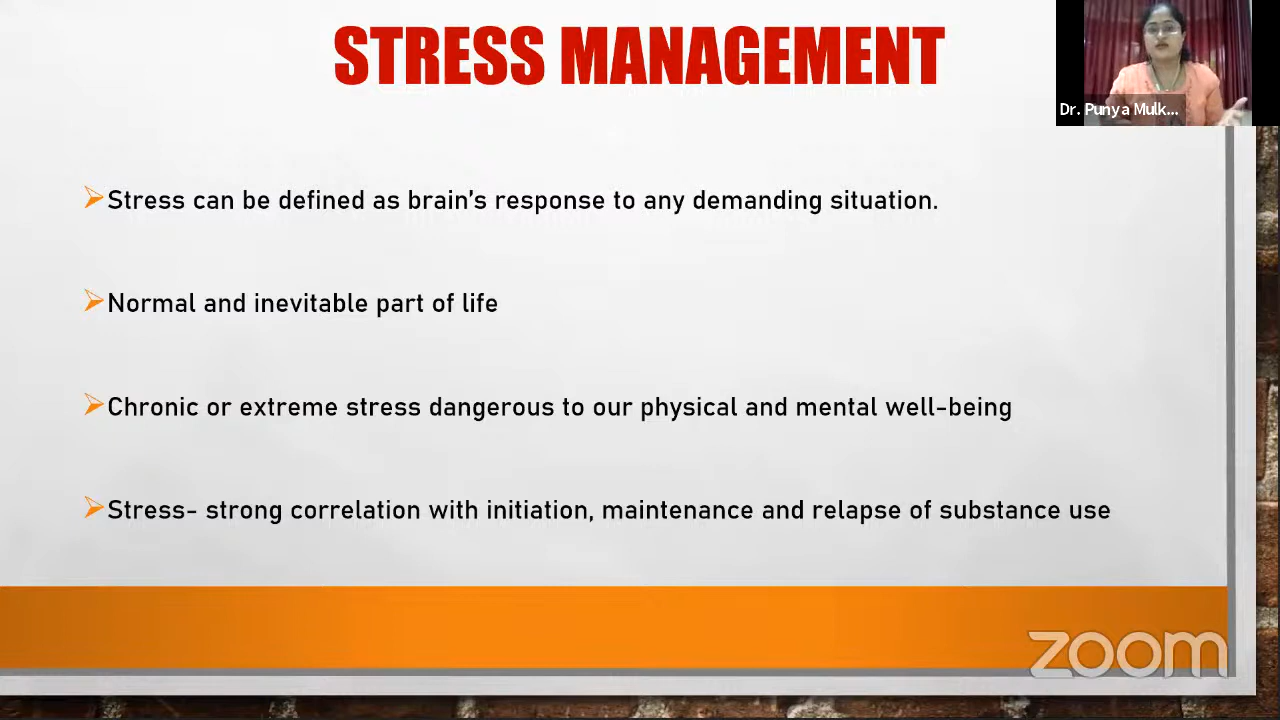 STRESS MANAGEMENT
Dr. Punya Mulk...
Stress can be defined as brain's response to any demanding situation.
Normal and inevitable part of life
Chronic or extreme stress dangerous to our physical and mental well-being
Stress- strong correlation with initiation, maintenance and relapse of substance use
zoom